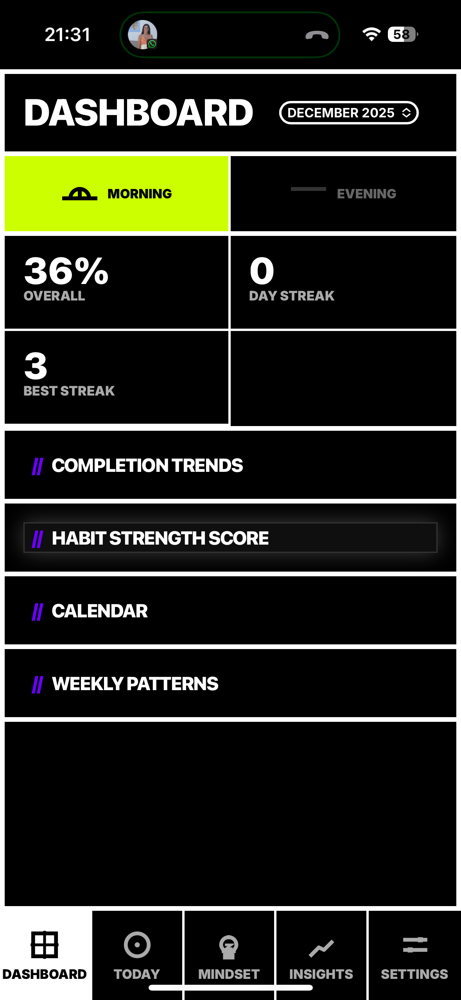 21:31
58
DASHBOARD
DECEMBER 2025
MORNING
EVENING
36%
OVERALL
0
DAY STREAK
3
BEST STREAK
// COMPLETION TRENDS
// HABIT STRENGTH SCORE
// CALENDAR
// WEEKLY PATTERNS
DASHBOARD
TODAY
MINDSET
INSIGHTS
SETTINGS